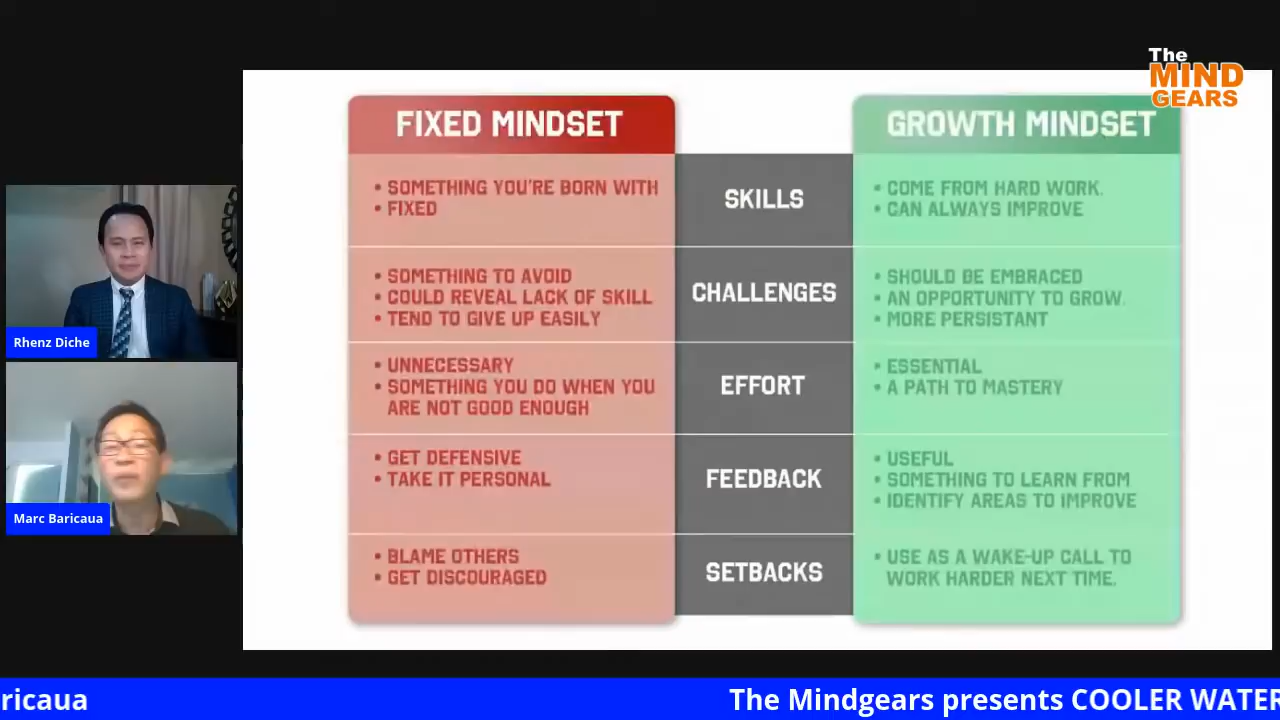 The
MIND
GEARS
FIXED MINDSET
GROWTH MINDSET
• SOMETHING YOU'RE BORN WITH
• FIXED
SKILLS
• COME FROM HARD WORK.
• CAN ALWAYS IMPROVE
• SOMETHING TO AVOID
• COULD REVEAL LACK OF SKILL
• TEND TO GIVE UP EASILY
CHALLENGES
• SHOULD BE EMBRACED
• AN OPPORTUNITY TO GROW.
• MORE PERSISTANT
• UNNECESSARY
• SOMETHING YOU DO WHEN YOU
ARE NOT GOOD ENOUGH
EFFORT
• ESSENTIAL
• A PATH TO MASTERY
• GET DEFENSIVE
• TAKE IT PERSONAL
FEEDBACK
• USEFUL
• SOMETHING TO LEARN FROM
• IDENTIFY AREAS TO IMPROVE
• BLAME OTHERS
• GET DISCOURAGED
SETBACKS
• USE AS A WAKE-UP CALL TO
WORK HARDER NEXT TIME.
Rhenz Diche
Marc Baricaua
ricaua
The Mindgears presents COOLER WATER